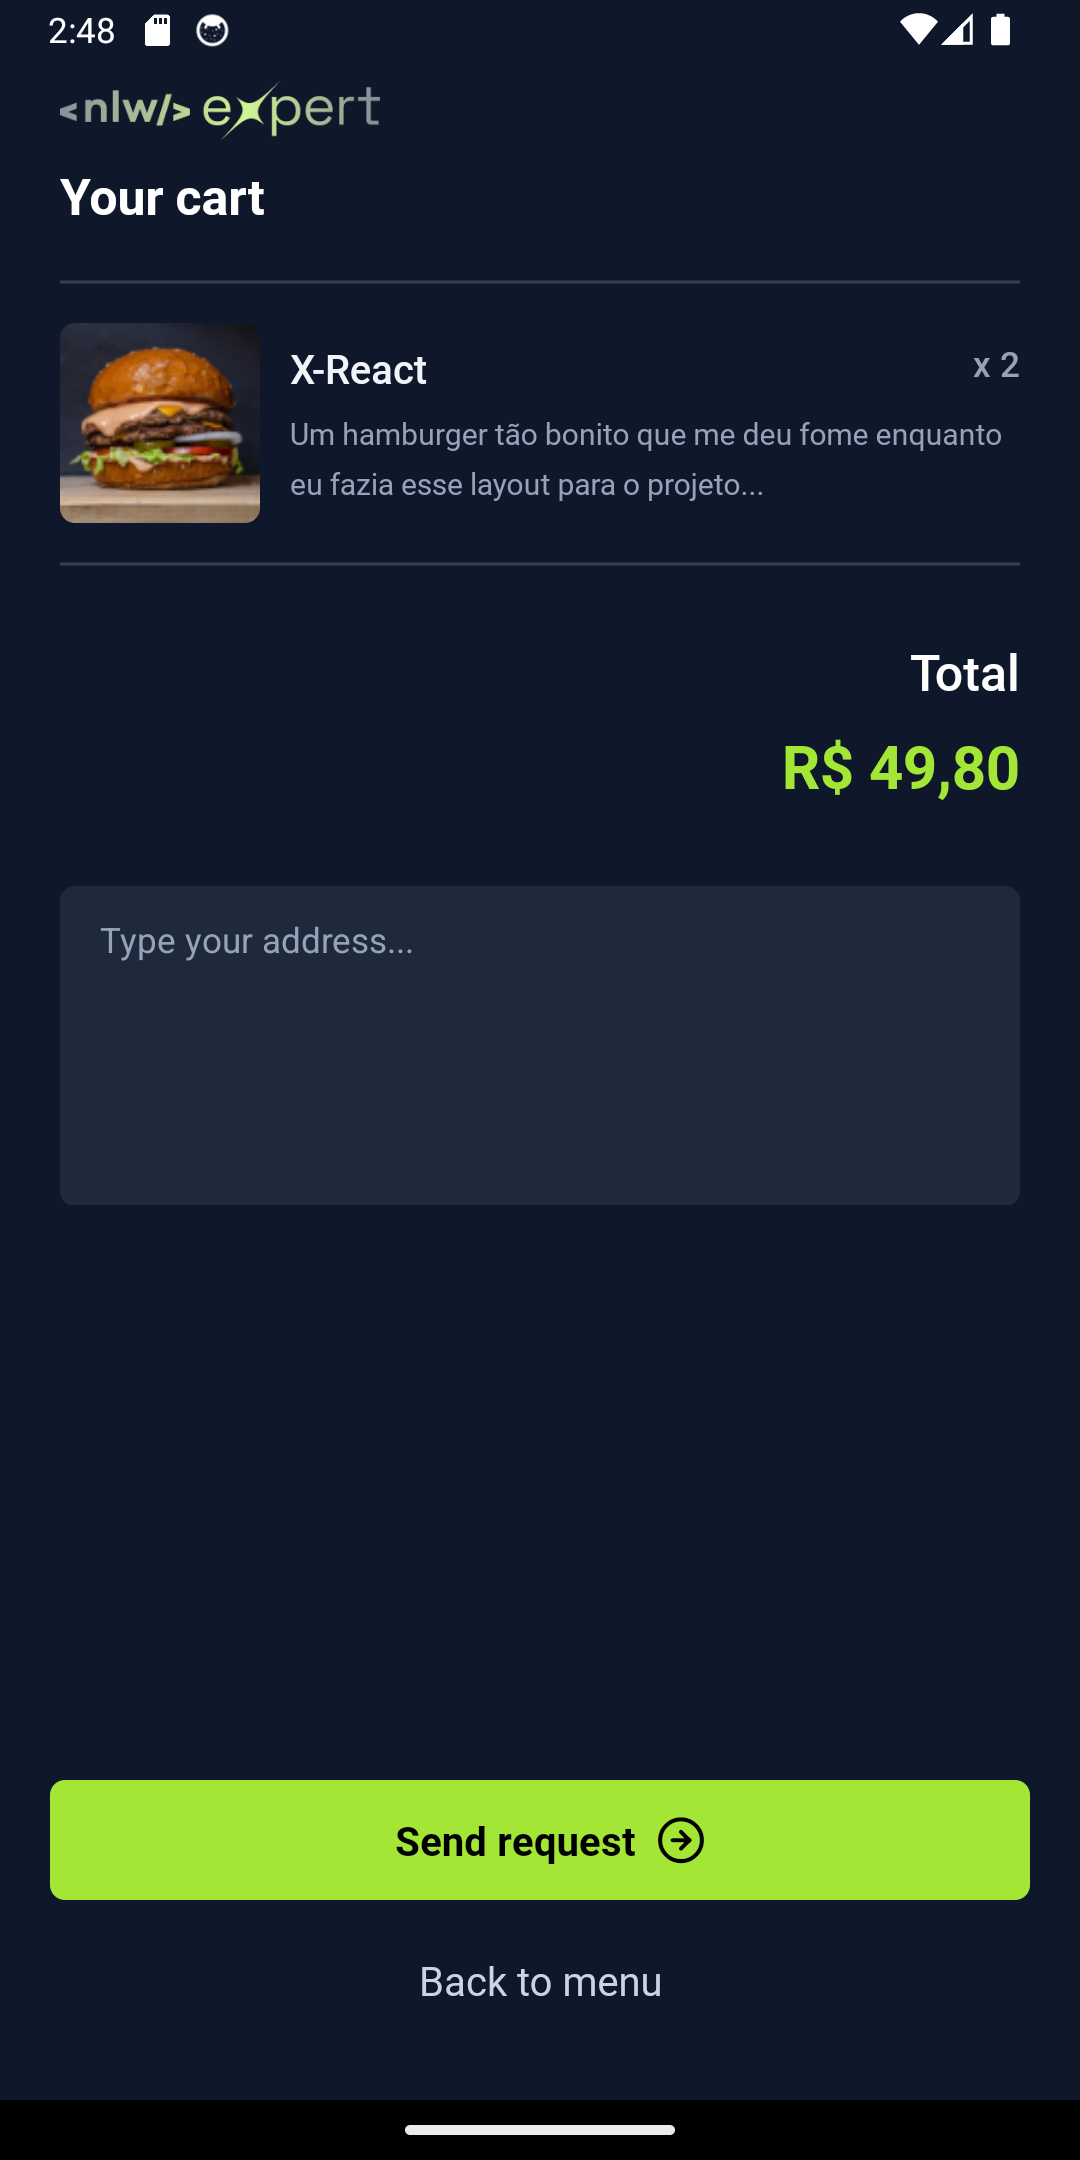 2:48
<nlw/> expert
Your cart
X-React
x 2
Um hamburger tão bonito que me deu fome enquanto
eu fazia esse layout para o projeto...
Total
R$ 49,80
Type your address...
Send request
Back to menu